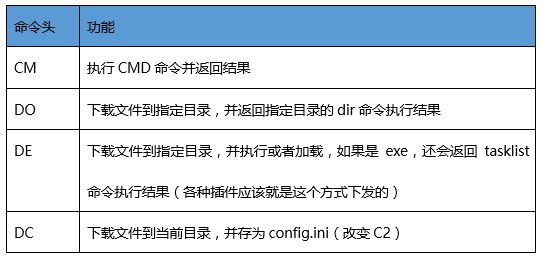 命令头 功能
CM 执行 CMD 命令并返回结果
DO 下载文件到指定目录，并返回指定目录的 dir 命令执行结果
DE 下载文件到指定目录，并执行或者加载，如果是 exe，还会返回 tasklist
命令执行结果（各种插件应该就是这个方式下发的）
DC 下载文件到当前目录，并存为 config.ini（改变 C2）